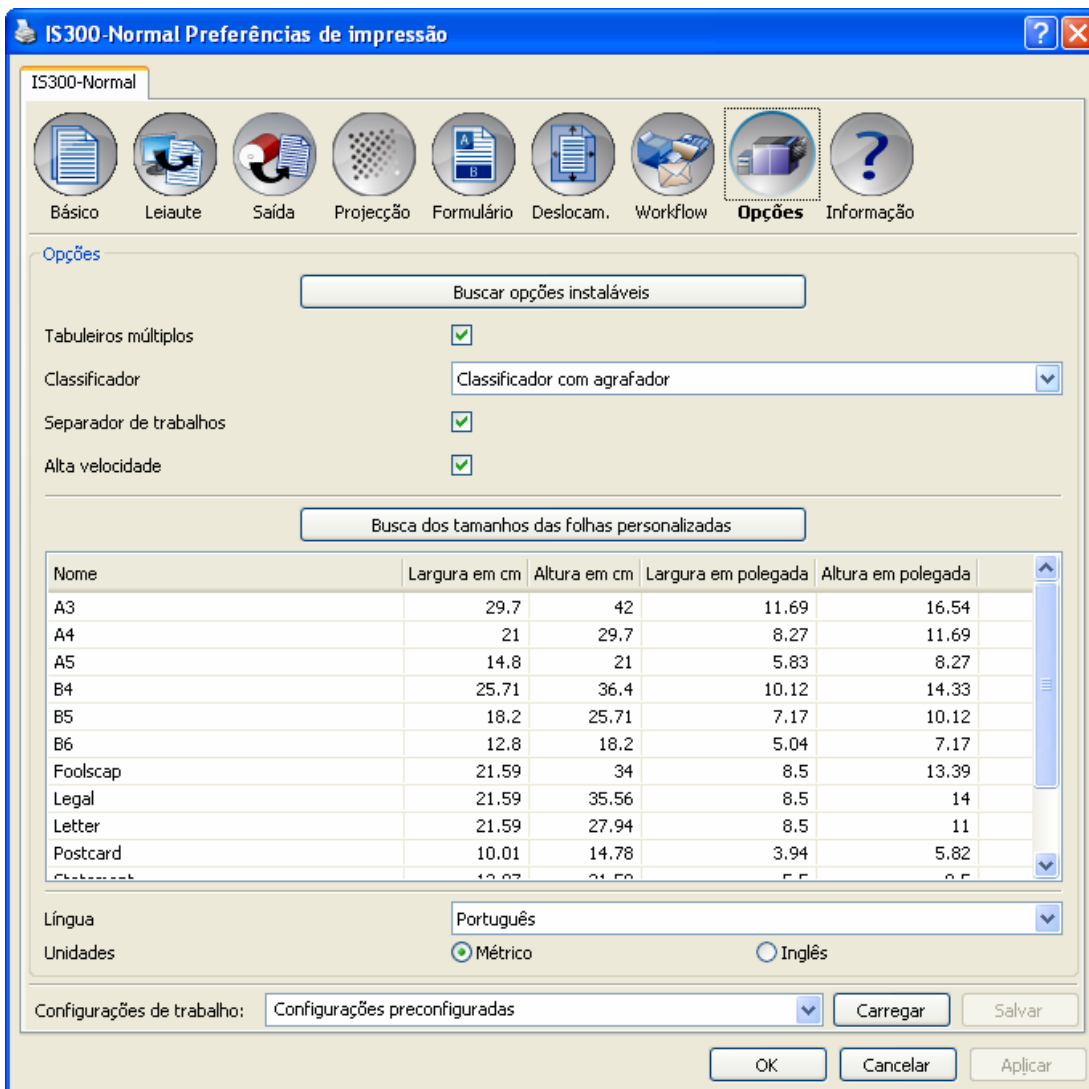 IS300-Normal Preferências de impressão
IS300-Normal
A
B
?
Básico Leiaute Saída Projecção Formulário Deslocam. Workflow Opções Informação
Opções
Buscar opções instaláveis
Tabuleiros múltiplos
Classificador Classificador com agrafador
Separador de trabalhos
Alta velocidade
Busca dos tamanhos das folhas personalizadas
Nome Largura em cm Altura em cm Largura em polegada Altura em polegada
A3 29.7 42 11.69 16.54
A4 21 29.7 8.27 11.69
A5 14.8 21 5.83 8.27
B4 25.71 36.4 10.12 14.33
B5 18.2 25.71 7.17 10.12
B6 12.8 18.2 5.04 7.17
Foolscap 21.59 34 8.5 13.39
Legal 21.59 35.56 8.5 14
Letter 21.59 27.94 8.5 11
Postcard 10.01 14.78 3.94 5.82
Língua Português
Unidades Métrico Inglês
Configurações de trabalho: Configurações preconfiguradas Carregar Salvar
OK Cancelar Aplicar